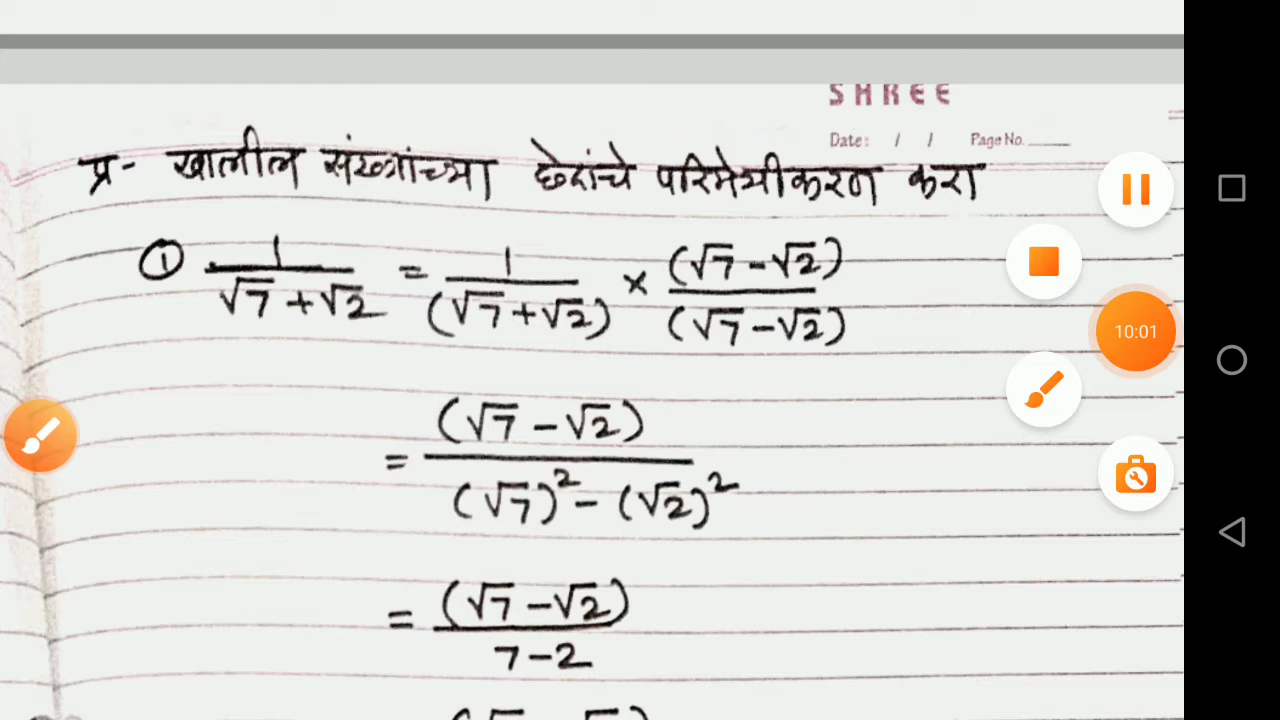 SHREE
Date: / / Page No.
प्र- खालील संख्यांच्या छेदांचे परिमेयीकरण करा
① 1/(√7+√2) = 1/(√7+√2) × (√7-√2)/(√7-√2)
= (√7-√2)/((√7)²-(√2)²)
= (√7-√2)/(7-2)
10:01